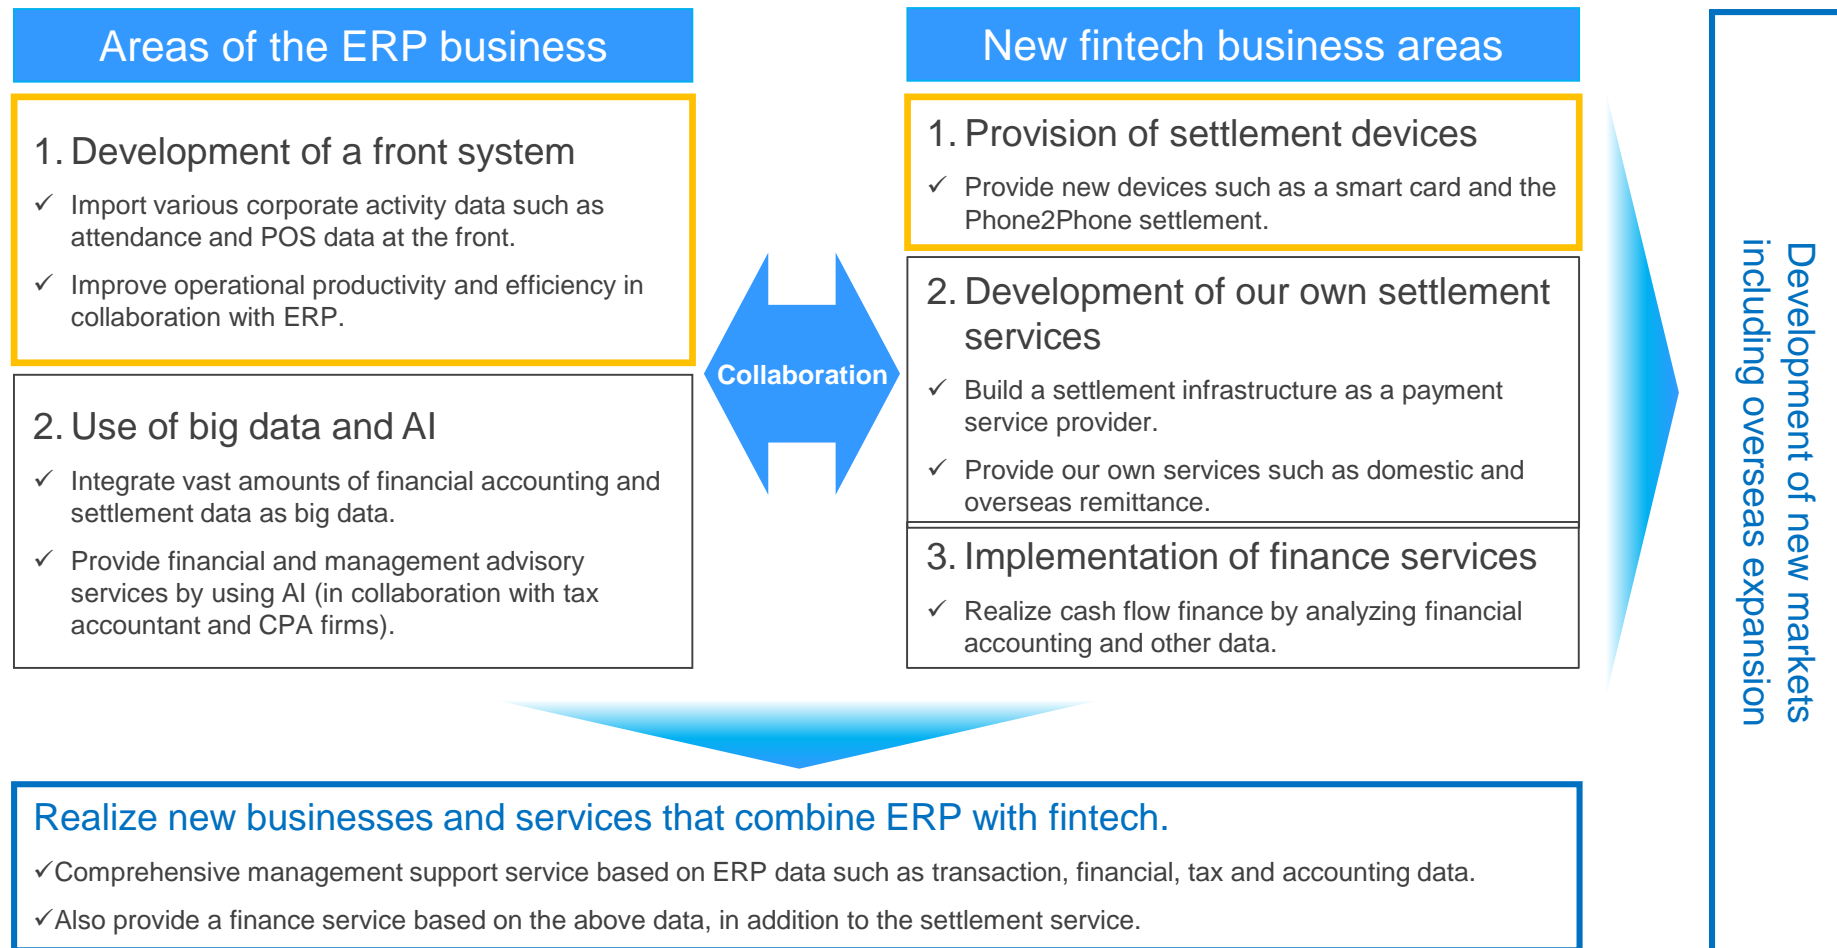 Areas of the ERP business
1. Development of a front system
✓ Import various corporate activity data such as
attendance and POS data at the front.
✓ Improve operational productivity and efficiency in
collaboration with ERP.
2. Use of big data and AI
✓ Integrate vast amounts of financial accounting and
settlement data as big data.
✓ Provide financial and management advisory
services by using AI (in collaboration with tax
accountant and CPA firms).
Collaboration
New fintech business areas
1. Provision of settlement devices
✓ Provide new devices such as a smart card and the
Phone2Phone settlement.
2. Development of our own settlement
services
✓ Build a settlement infrastructure as a payment
service provider.
✓ Provide our own services such as domestic and
overseas remittance.
3. Implementation of finance services
✓ Realize cash flow finance by analyzing financial
accounting and other data.
Development of new markets
including overseas expansion
Realize new businesses and services that combine ERP with fintech.
✓Comprehensive management support service based on ERP data such as transaction, financial, tax and accounting data.
✓Also provide a finance service based on the above data, in addition to the settlement service.